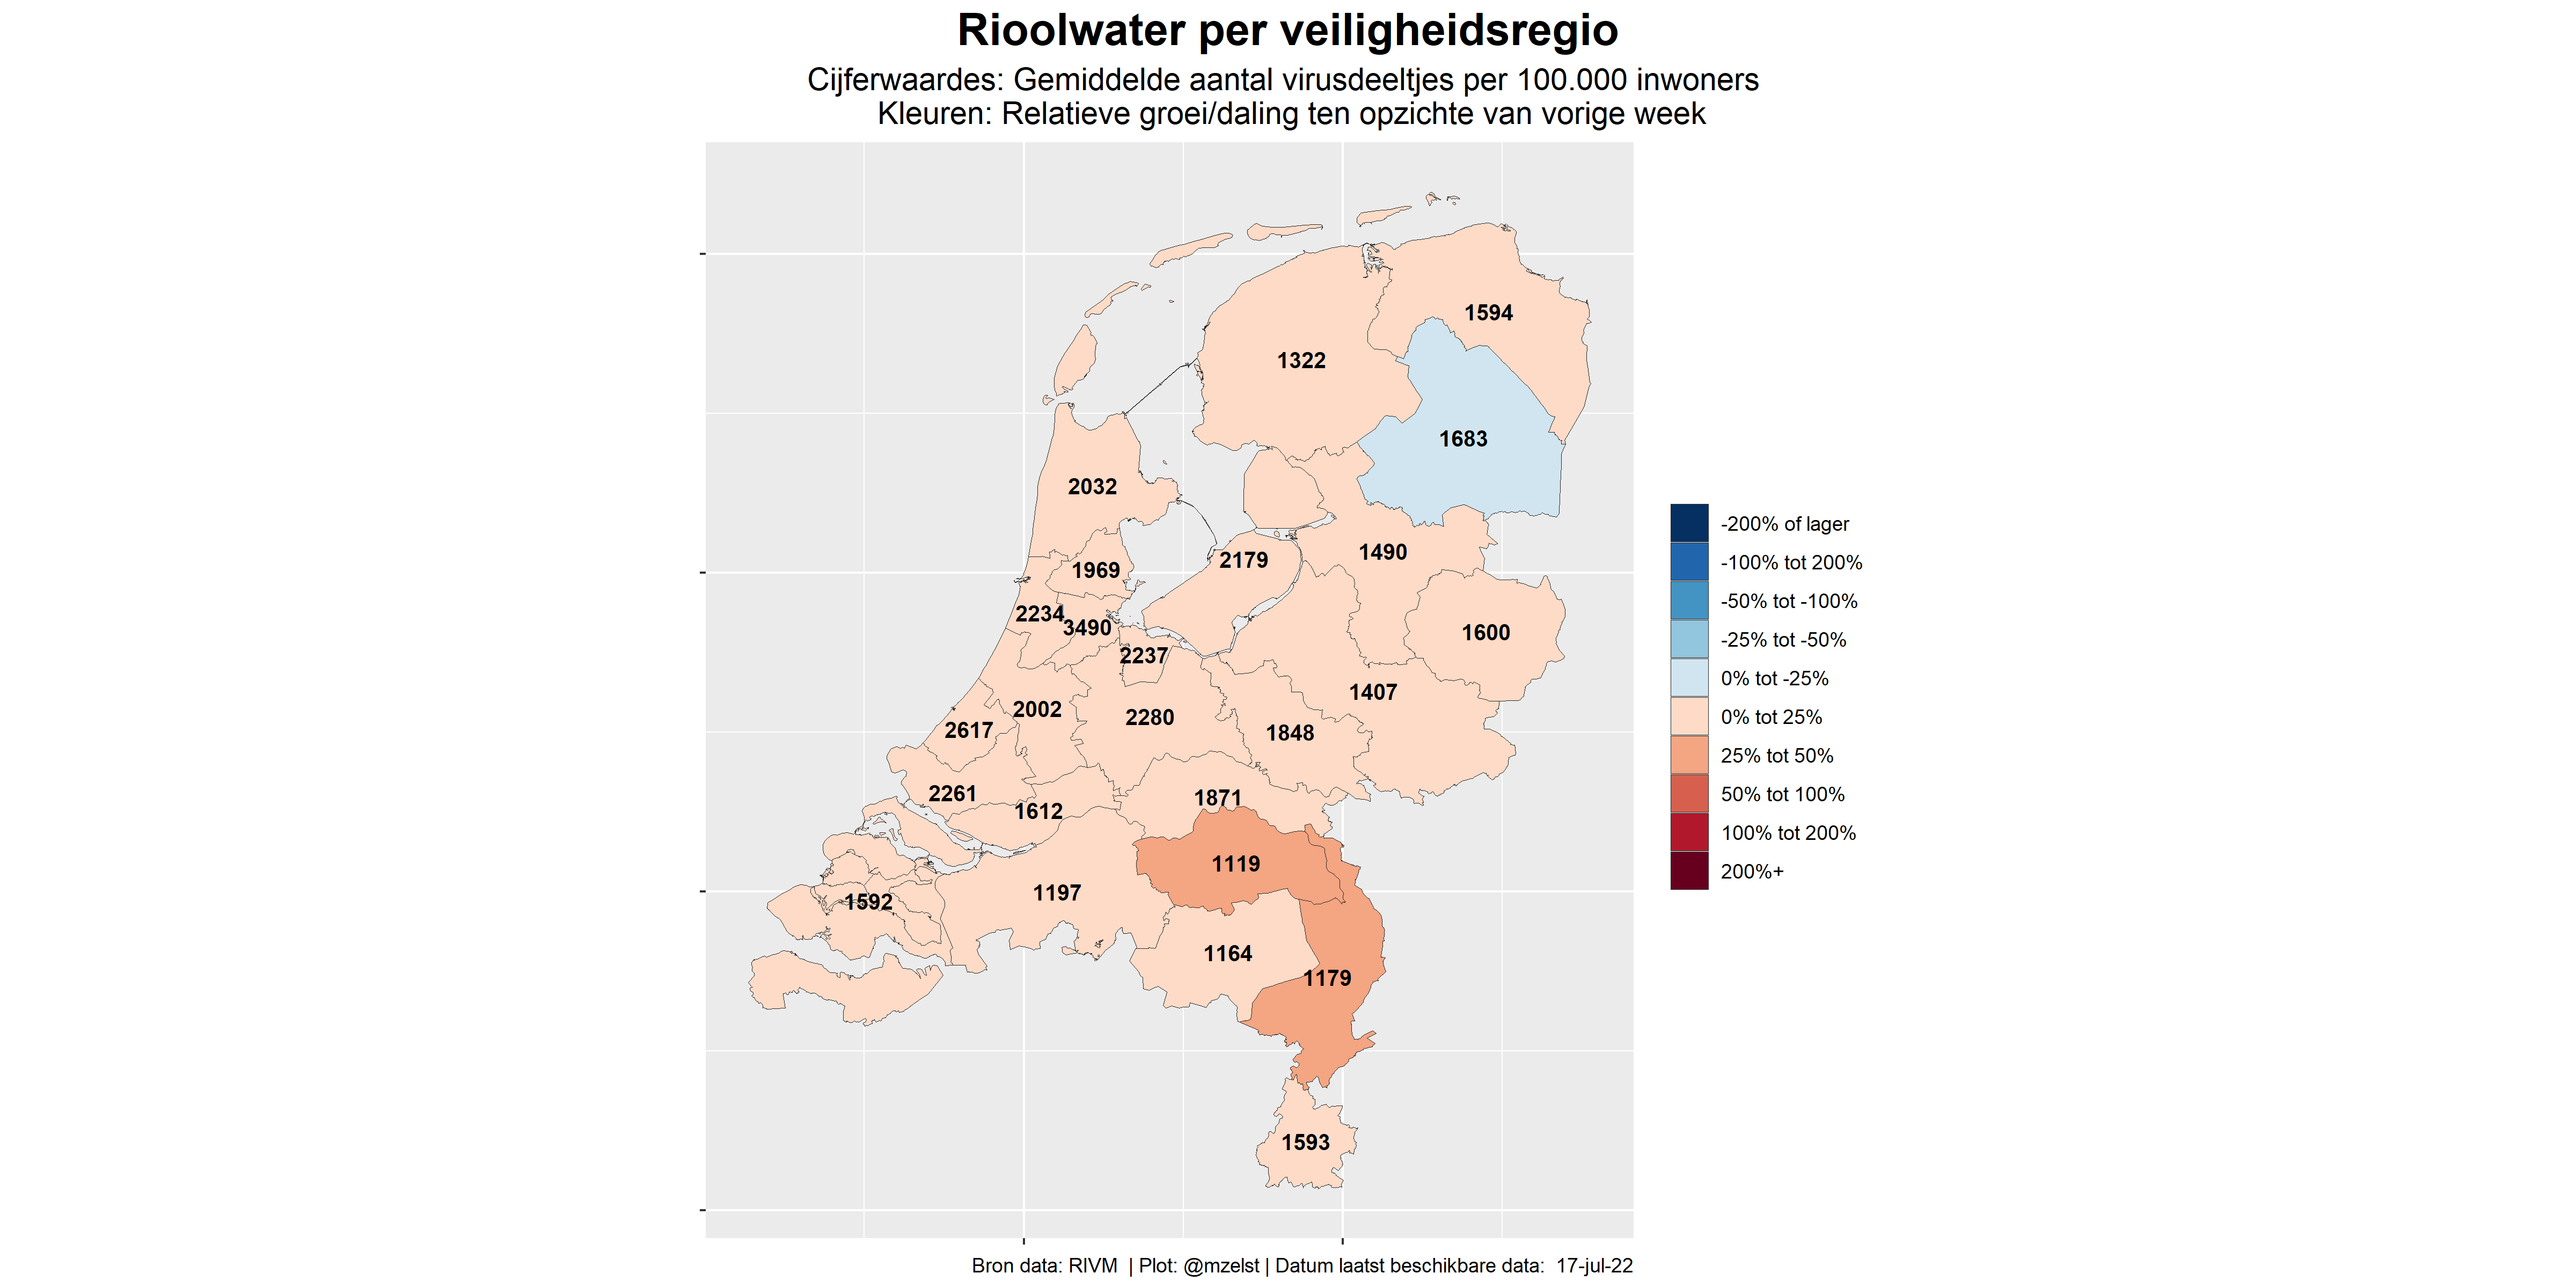 Rioolwater per veiligheidsregio
Cijferwaardes: Gemiddelde aantal virusdeeltjes per 100.000 inwoners
Kleuren: Relatieve groei/daling ten opzichte van vorige week
1594
1322
1683
2032
1490
2179
1969
2234
3490
1600
2237
1407
2002
2280
2617
1848
2261
1871
1612
1119
1197
1592
1164
1179
1593
-200% of lager
-100% tot 200%
-50% tot -100%
-25% tot -50%
0% tot -25%
0% tot 25%
25% tot 50%
50% tot 100%
100% tot 200%
200%+
Bron data: RIVM | Plot: @mzelst | Datum laatst beschikbare data: 17-jul-22